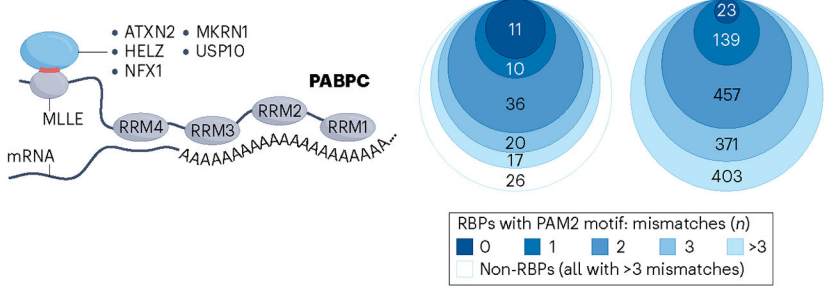 • ATXN2 • MKRN1
• HELZ • USP10
• NFX1
PABPC
MLLE
RRM4
RRM3
RRM2
RRM1
mRNA
AAAAAAAAAAAAAAAAAA...
11
10
36
20
17
26
23
139
457
371
403
RBPs with PAM2 motif: mismatches (n)
0 1 2 3 >3
Non-RBPs (all with >3 mismatches)